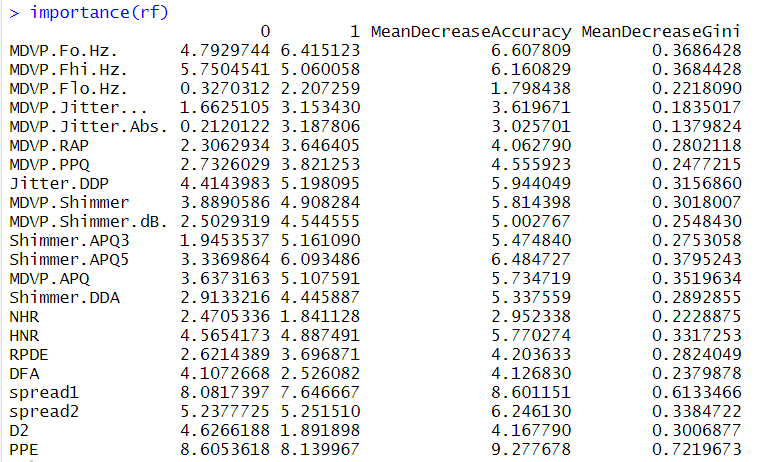 > importance(rf)
0 1 MeanDecreaseAccuracy MeanDecreaseGini
MDVP.Fo.Hz. 4.7929744 6.415123 6.607809 0.3686428
MDVP.Fhi.Hz. 5.7504541 5.060058 6.160829 0.3684428
MDVP.Flo.Hz. 0.3270312 2.207259 1.798438 0.2218090
MDVP.Jitter... 1.6625105 3.153430 3.619671 0.1835017
MDVP.Jitter.Abs. 0.2120122 3.187806 3.025701 0.1379824
MDVP.RAP 2.3062934 3.646405 4.062790 0.2802118
MDVP.PPQ 2.7326029 3.821253 4.555923 0.2477215
Jitter.DDP 4.4143983 5.198095 5.944049 0.3156860
MDVP.Shimmer 3.8890586 4.908284 5.814398 0.3018007
MDVP.Shimmer.dB. 2.5029319 4.544555 5.002767 0.2548430
Shimmer.APQ3 1.9453537 5.161090 5.474840 0.2753058
Shimmer.APQ5 3.3369864 6.093486 6.484727 0.3795243
MDVP.APQ 3.6373163 5.107591 5.734719 0.3519634
Shimmer.DDA 2.9133216 4.445887 5.337559 0.2892855
NHR 2.4705336 1.841128 2.952338 0.2228875
HNR 4.5654173 4.887491 5.770274 0.3317253
RPDE 2.6214389 3.696871 4.203633 0.2824049
DFA 4.1072668 2.526082 4.126830 0.2379878
spread1 8.0817397 7.646667 8.601151 0.6133466
spread2 5.2377725 5.251510 6.246130 0.3384722
D2 4.6266188 1.891898 4.167790 0.3006877
PPE 8.6053618 8.139967 9.277678 0.7219673